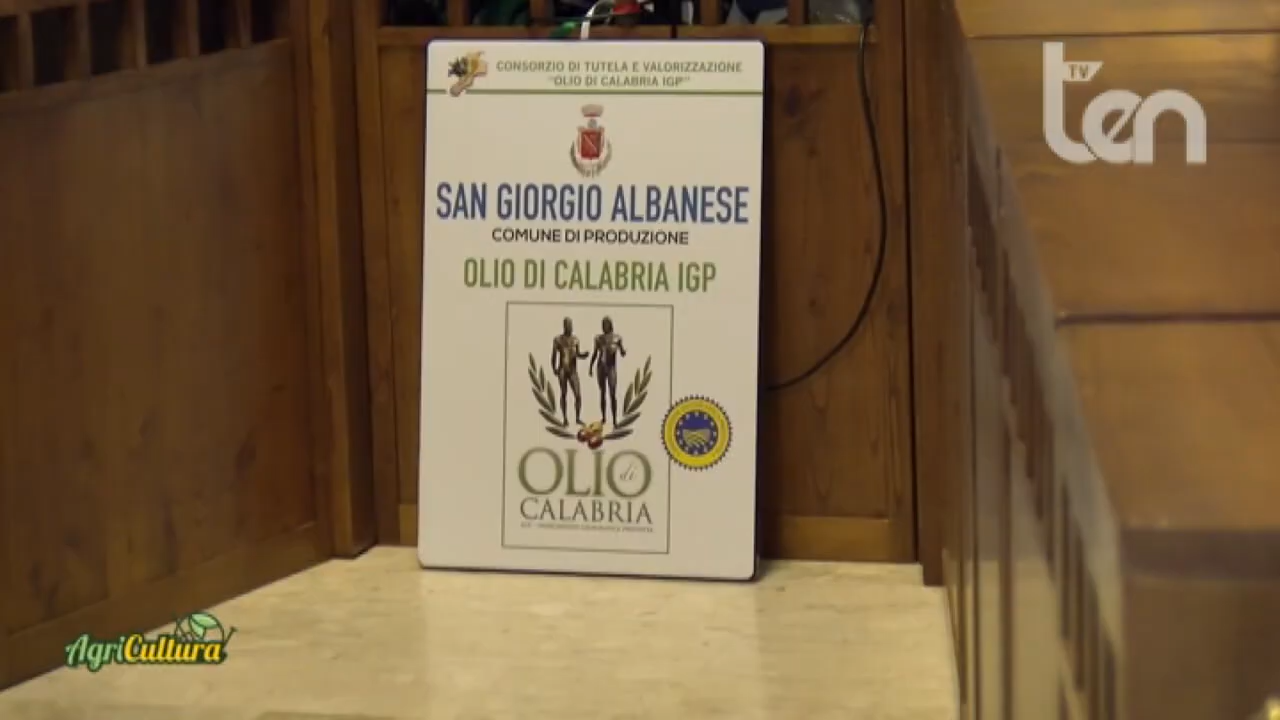 CONSORZIO DI TUTELA E VALORIZZAZIONE
"OLIO DI CALABRIA IGP"
TV
ten
SAN GIORGIO ALBANESE
COMUNE DI PRODUZIONE
OLIO DI CALABRIA IGP
OLIO di
CALABRIA
AgriCultura